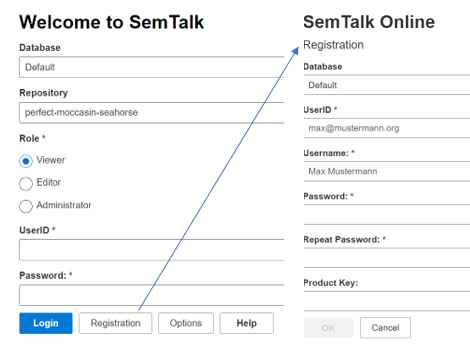 Welcome to SemTalk
Database
Default
Repository
perfect-moccasin-seahorse
Role *
Viewer
Editor
Administrator
UserID *
Password: *
Login
Registration
Options
Help
SemTalk Online
Registration
Database
Default
UserID *
max@mustermann.org
Username: *
Max Mustermann
Password: *
Repeat Password: *
Product Key:
OK
Cancel